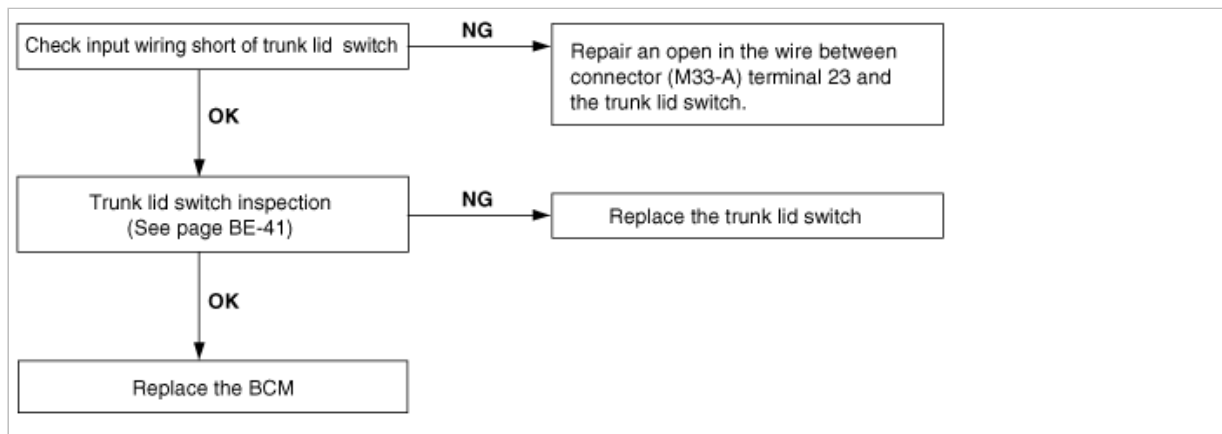 Check input wiring short of trunk lid switch
NG
Repair an open in the wire between
connector (M33-A) terminal 23 and
the trunk lid switch.
OK
Trunk lid switch inspection
(See page BE-41)
NG
Replace the trunk lid switch
OK
Replace the BCM